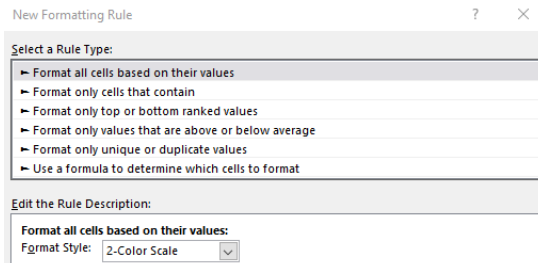 New Formatting Rule ? ×
Select a Rule Type:
► Format all cells based on their values
► Format only cells that contain
► Format only top or bottom ranked values
► Format only values that are above or below average
► Format only unique or duplicate values
► Use a formula to determine which cells to format
Edit the Rule Description:
Format all cells based on their values:
Format Style: 2-Color Scale